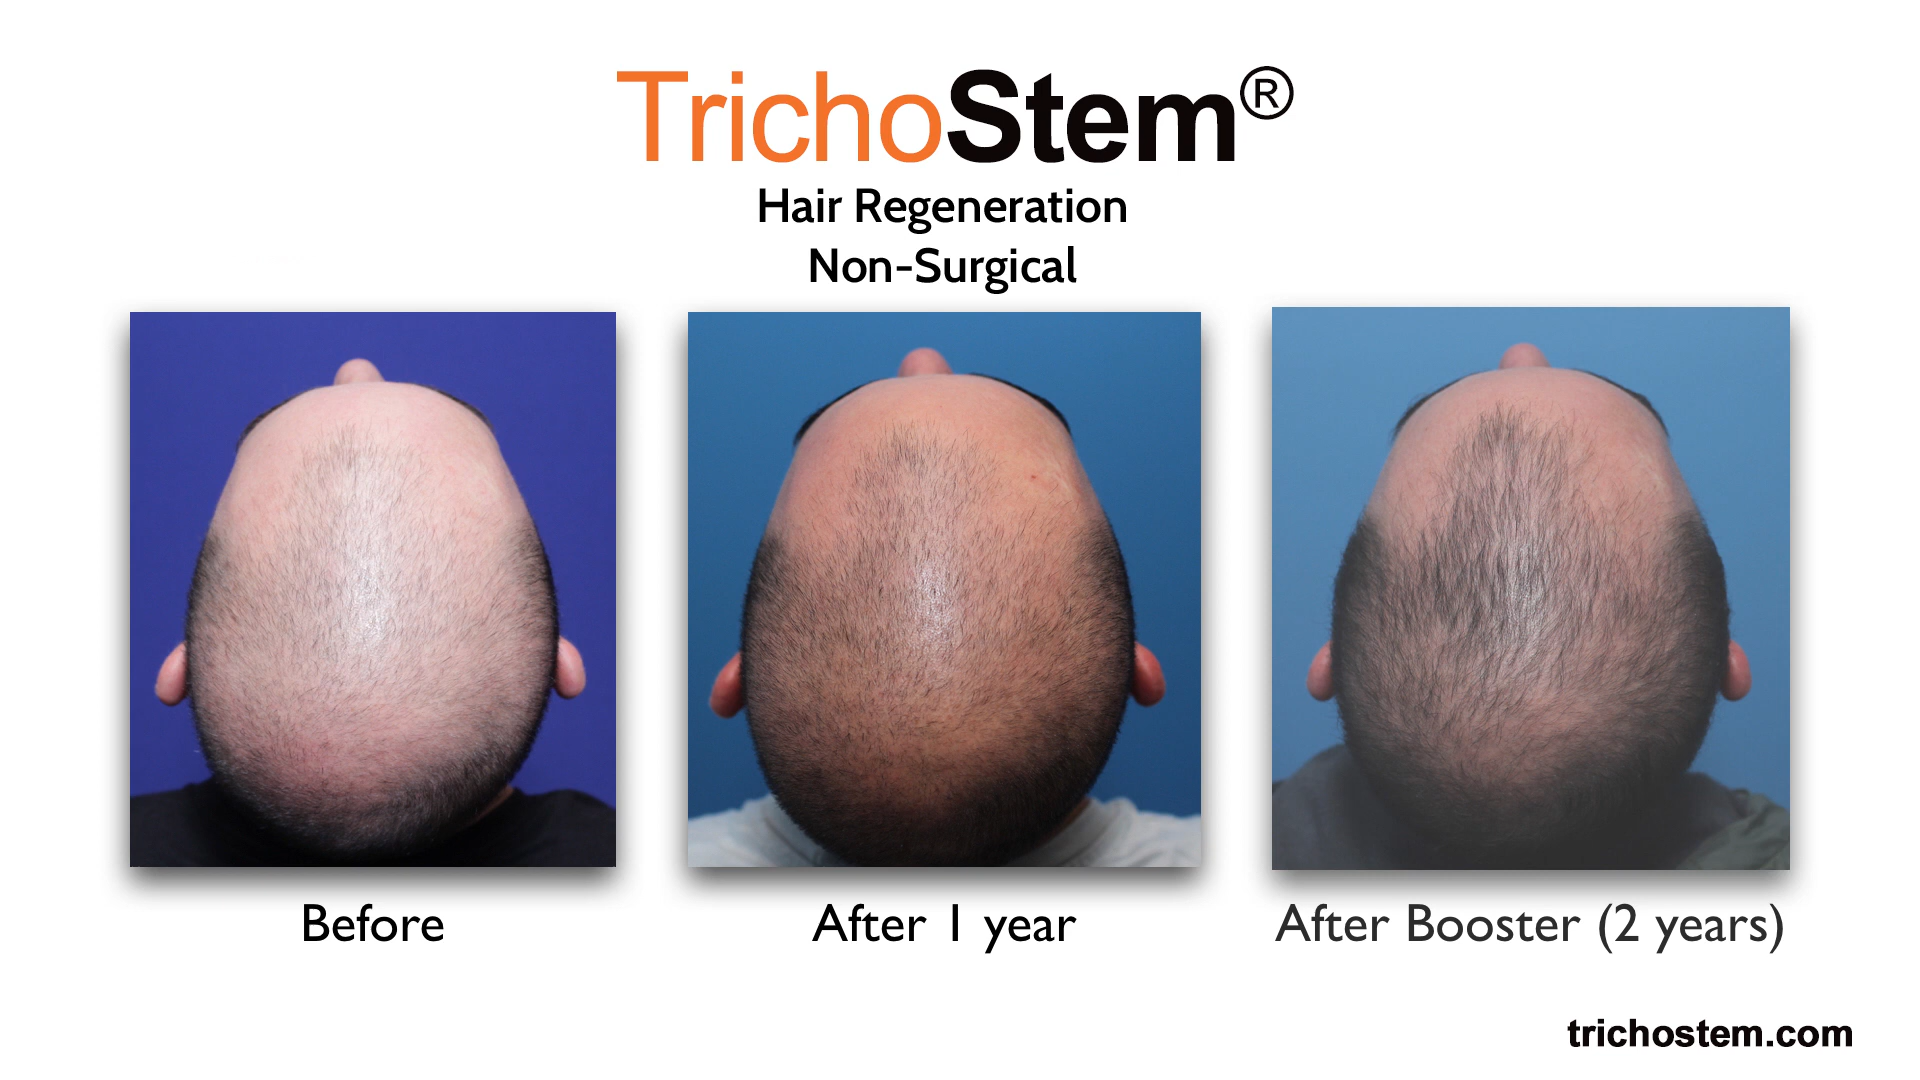 TrichoStem®
Hair Regeneration
Non-Surgical
Before
After 1 year
After Booster (2 years)
trichostem.com